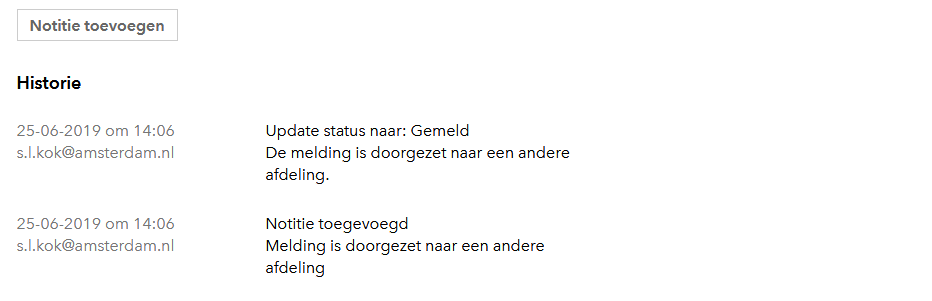 Notitie toevoegen
Historie
25-06-2019 om 14:06
Update status naar: Gemeld
s.l.kok@amsterdam.nl
De melding is doorgezet naar een andere
afdeling.
25-06-2019 om 14:06
Notitie toegevoegd
s.l.kok@amsterdam.nl
Melding is doorgezet naar een andere
afdeling